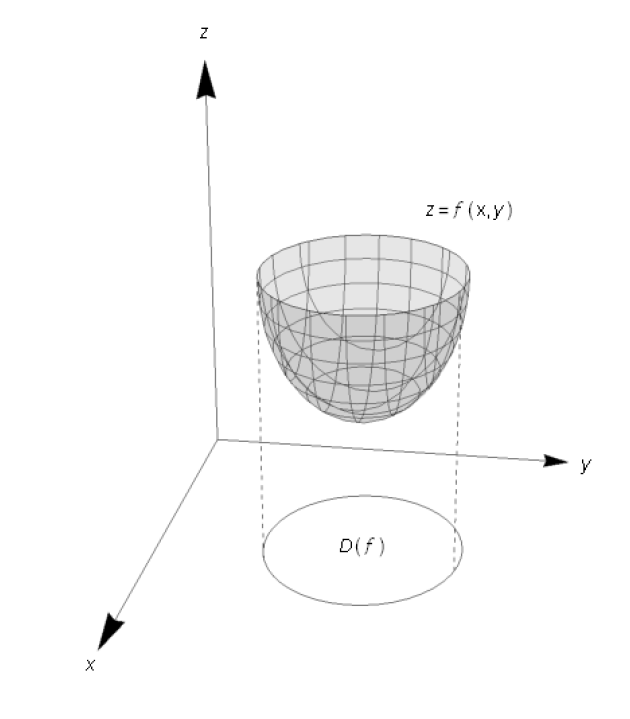 z
z = f (x, y)
y
D(f)
x